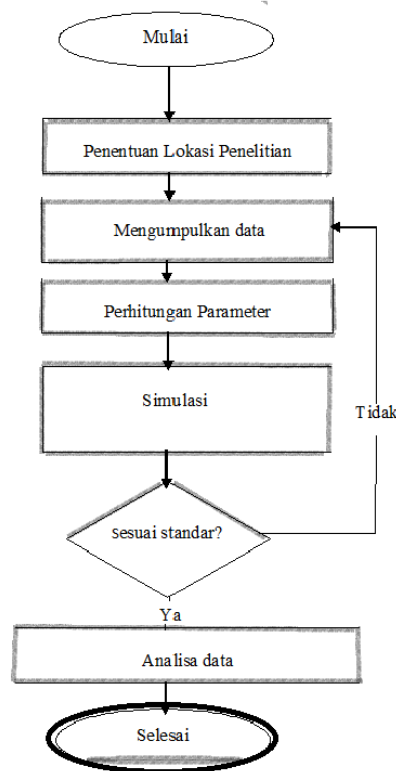 Mulai
Penentuan Lokasi Penelitian
Mengumpulkan data
Perhitungan Parameter
Simulasi
Tidak
Sesuai standar?
Ya
Analisa data
Selesai